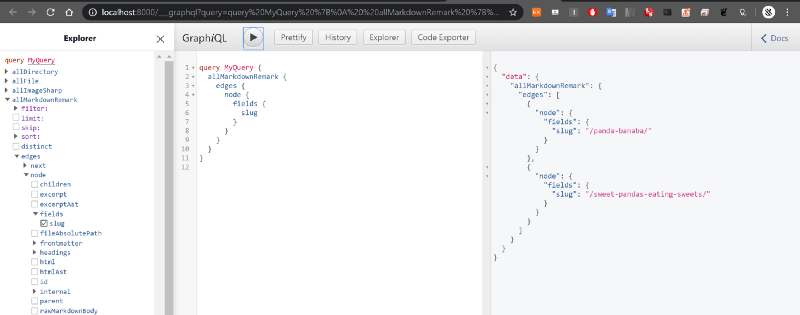 localhost:8000/___graphql?query=query%20MyQuery%20%7B%0A%20%20allMarkdownRemark%20%7B%...
Explorer
GraphiQL
Prettify
History
Explorer
Code Exporter
Docs
query MyQuery
allDirectory
allFile
allImageSharp
allMarkdownRemark
filter:
limit:
skip:
sort:
distinct
edges
next
node
children
excerpt
excerptAst
fields
slug
fileAbsolutePath
frontmatter
headings
html
htmlAst
id
internal
parent
rawMarkdownBody
1 query MyQuery {
2 allMarkdownRemark {
3 edges {
4 node {
5 fields {
6 slug
7 }
8 }
9 }
10 }
11 }
12
{
"data": {
"allMarkdownRemark": {
"edges": [
{
"node": {
"fields": {
"slug": "/panda-banaba/"
}
}
},
{
"node": {
"fields": {
"slug": "/sweet-pandas-eating-sweets/"
}
}
}
]
}
}
}